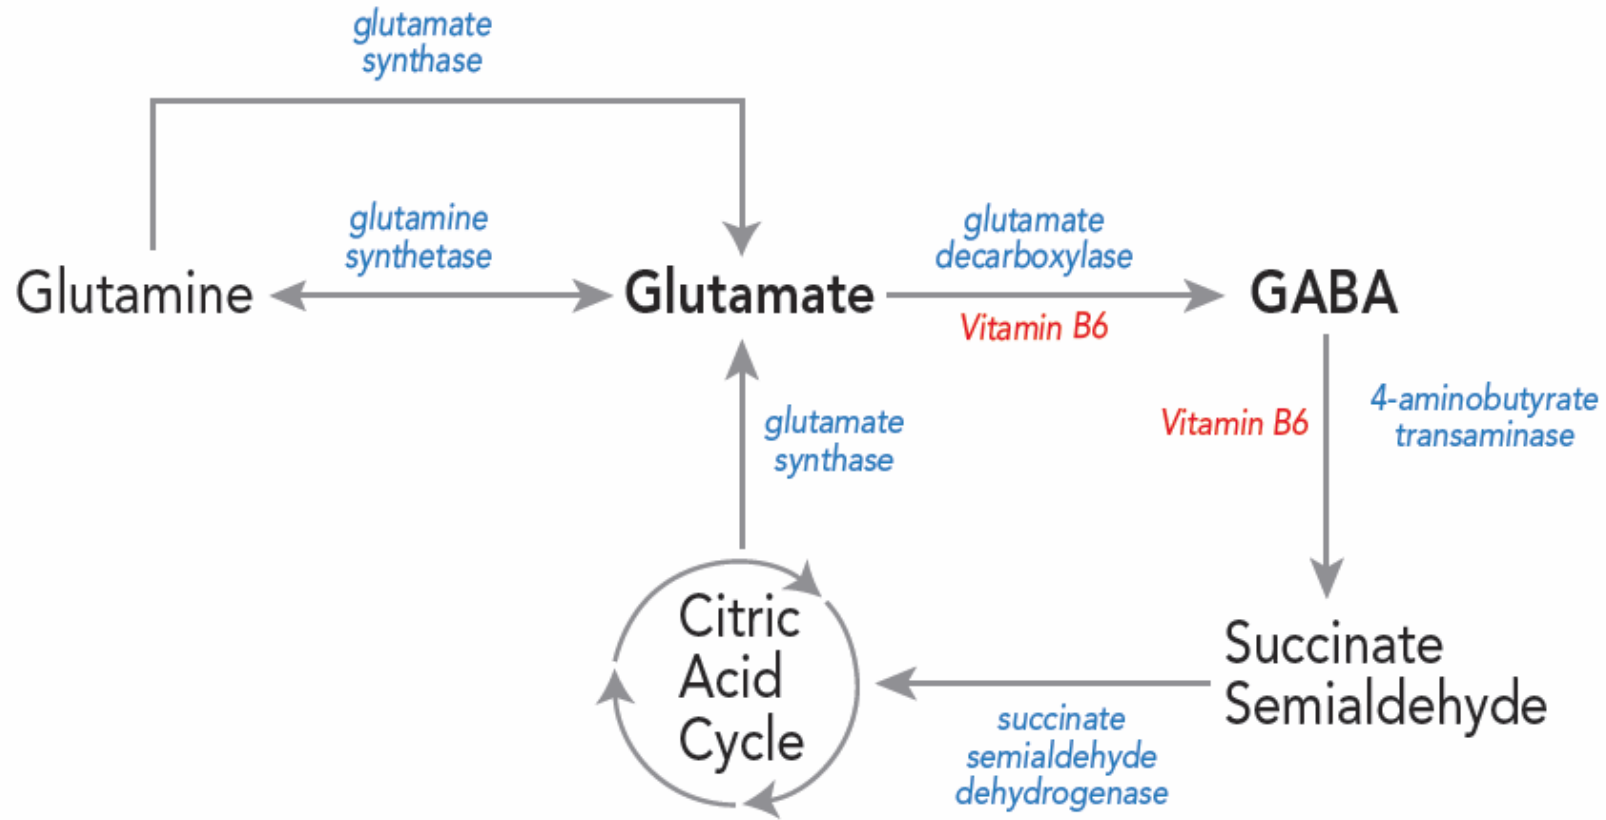 glutamate
synthase
glutamine
synthetase
glutamate
decarboxylase
Glutamine
Glutamate
GABA
Vitamin B6
glutamate
synthase
Vitamin B6
4-aminobutyrate
transaminase
Citric
Acid
Cycle
Succinate
Semialdehyde
succinate
semialdehyde
dehydrogenase